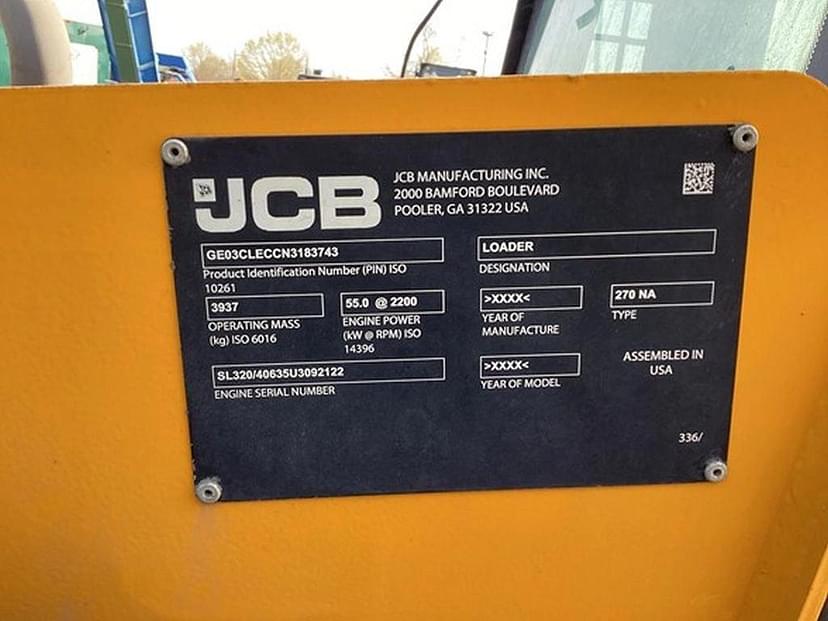 JCB
JCB MANUFACTURING INC.
2000 BAMFORD BOULEVARD
POOLER, GA 31322 USA
GE03CLECCN3183743
Product Identification Number (PIN) ISO
10261
LOADER
DESIGNATION
3937
OPERATING MASS
(kg) ISO 6016
55.0 @ 2200
ENGINE POWER
(kW @ RPM) ISO
14396
>XXXX<
YEAR OF
MANUFACTURE
270 NA
TYPE
SL320/40635U3092122
ENGINE SERIAL NUMBER
>XXXX<
YEAR OF MODEL
ASSEMBLED IN
USA
336/